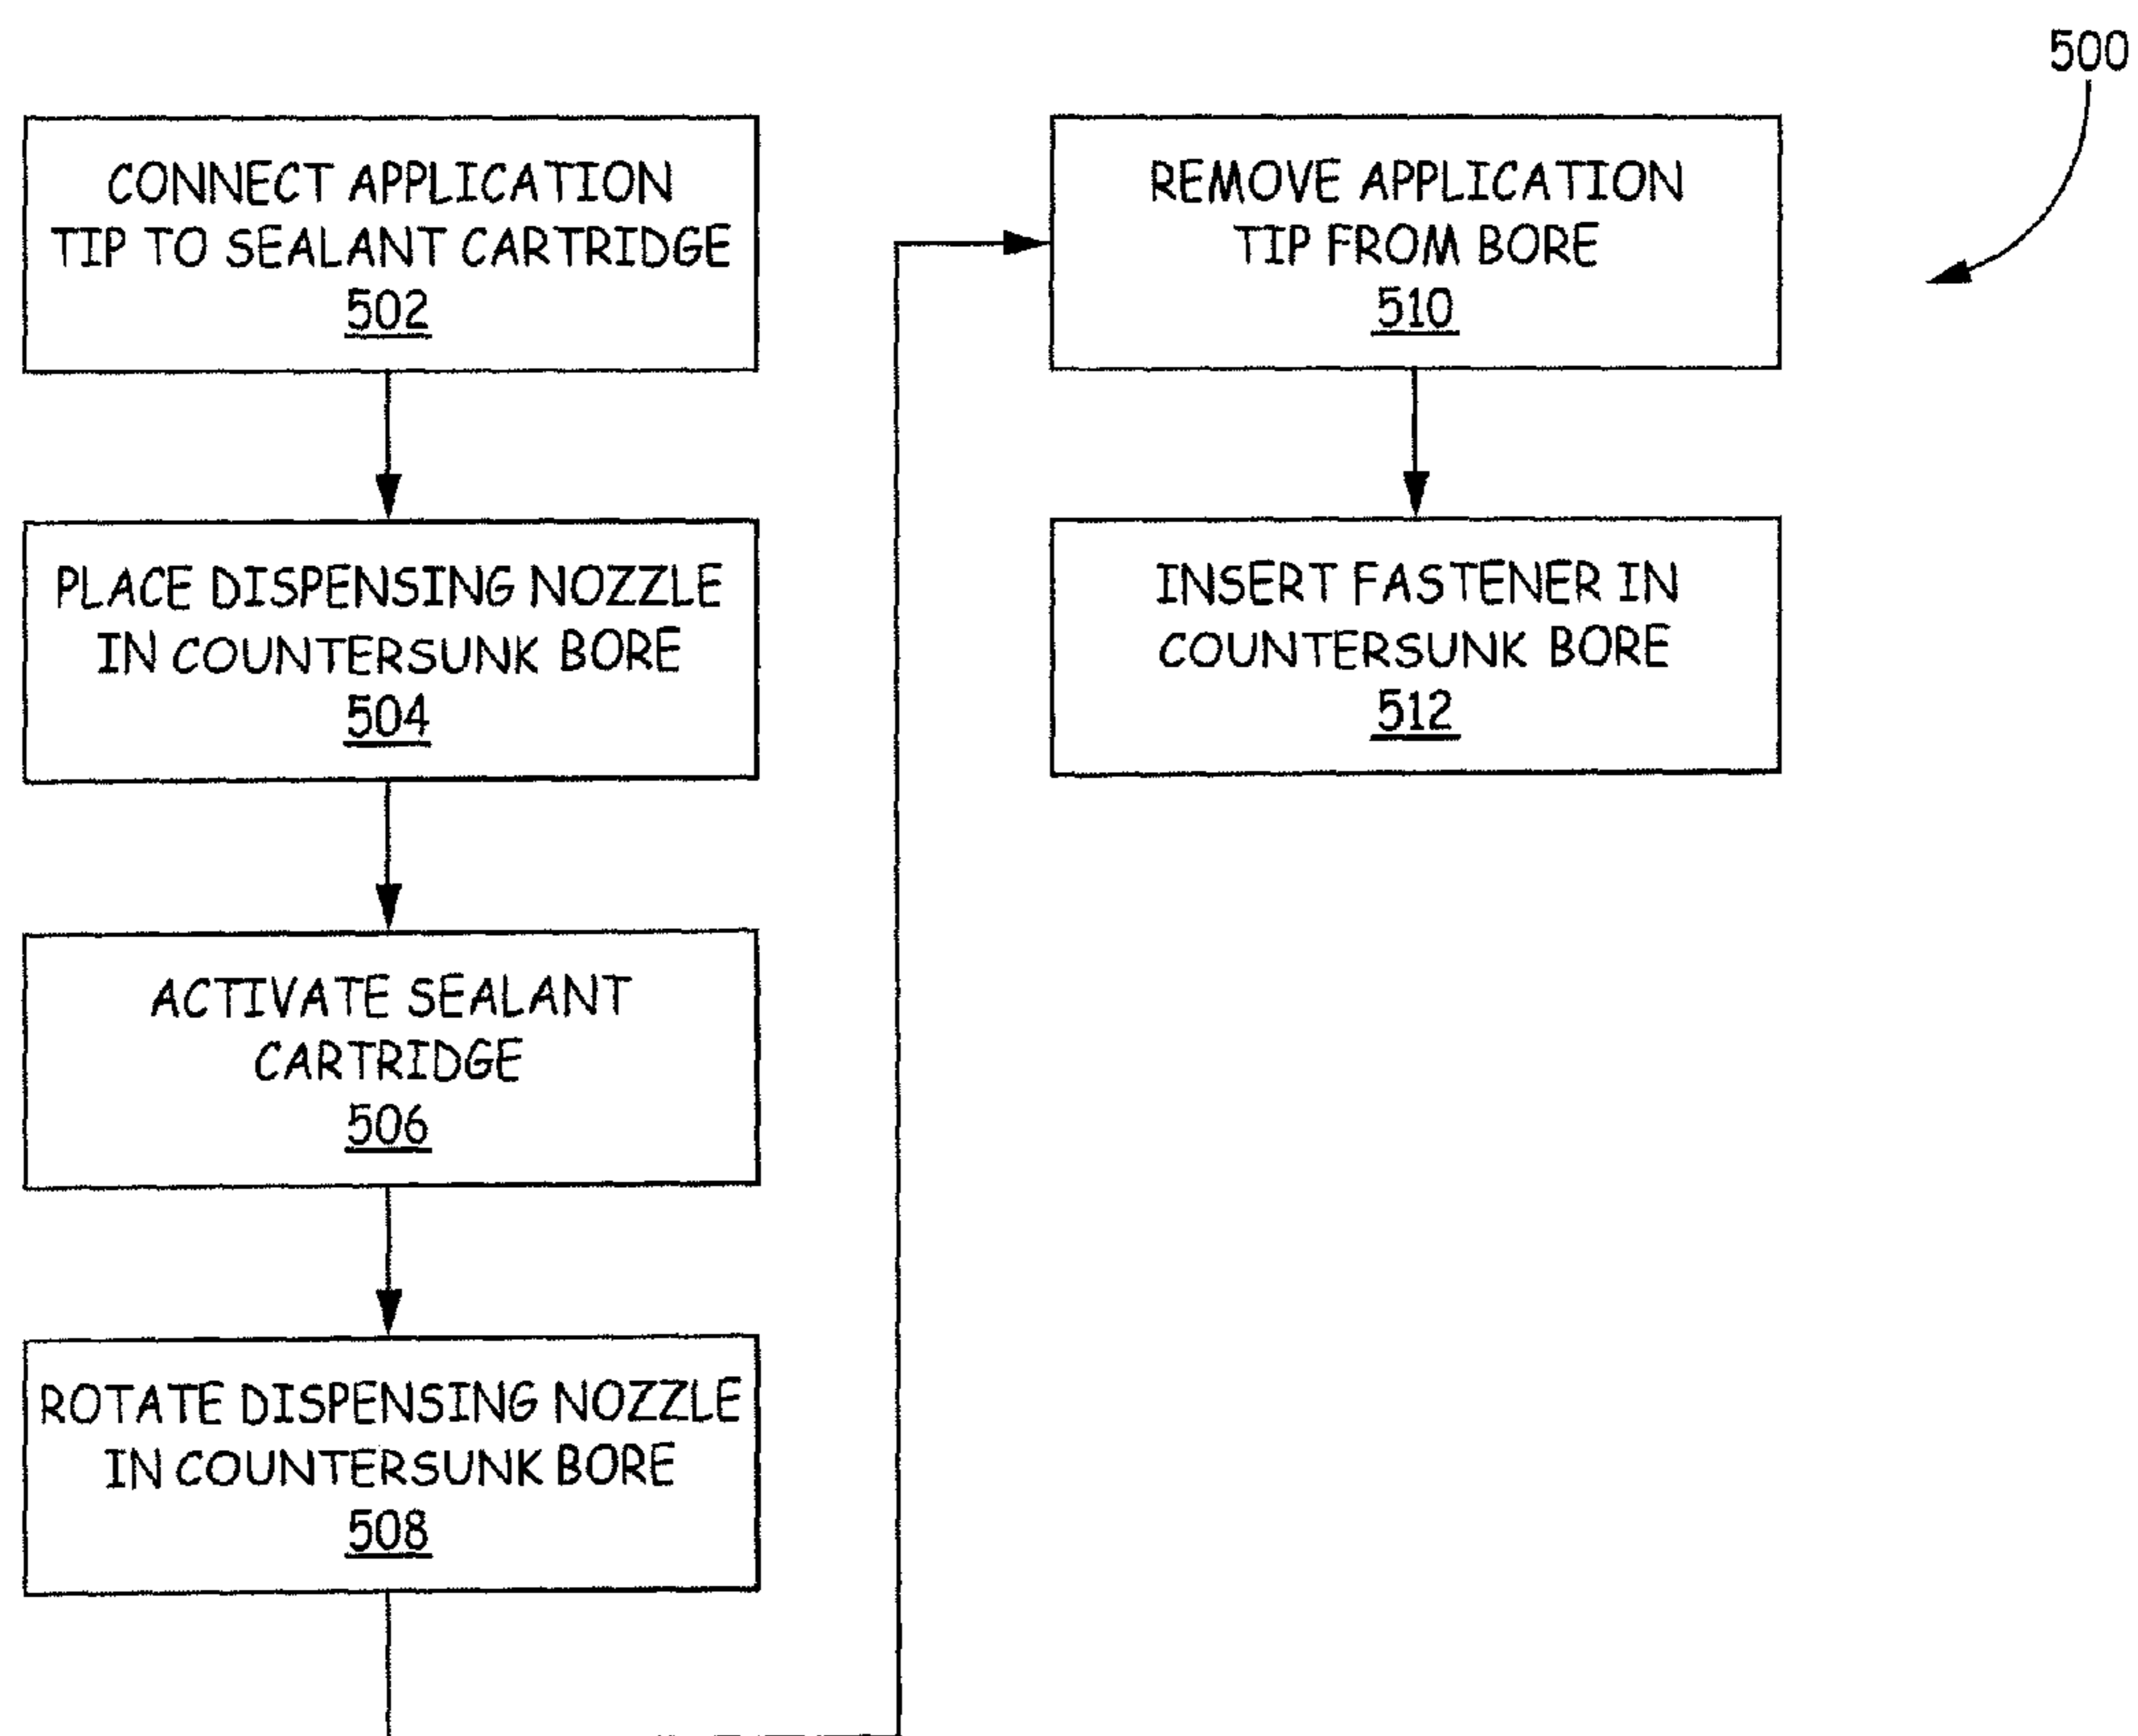 500
CONNECT APPLICATION
TIP TO SEALANT CARTRIDGE
502
PLACE DISPENSING NOZZLE
IN COUNTERSUNK BORE
504
ACTIVATE SEALANT
CARTRIDGE
506
ROTATE DISPENSING NOZZLE
IN COUNTERSUNK BORE
508
REMOVE APPLICATION
TIP FROM BORE
510
INSERT FASTENER IN
COUNTERSUNK BORE
512